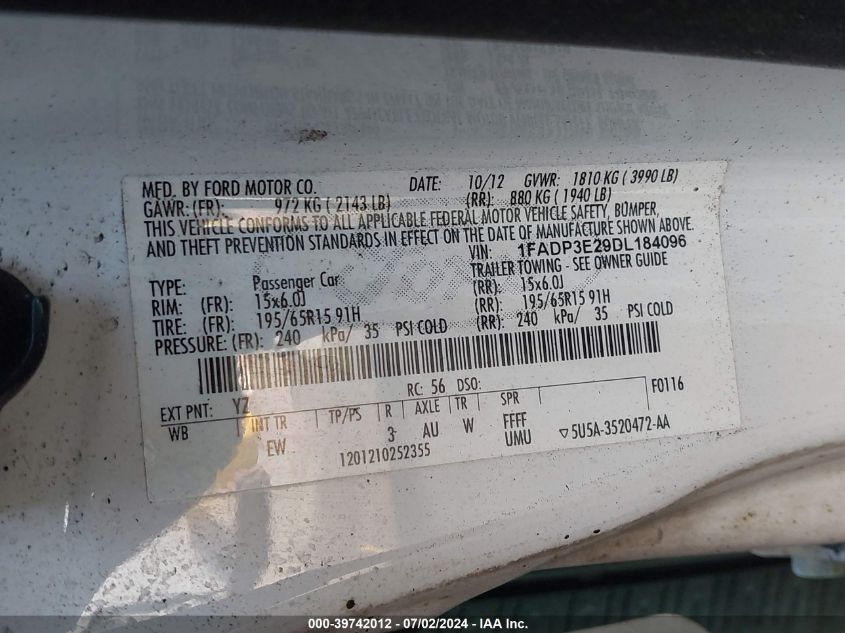 MFD. BY FORD MOTOR CO. DATE: 10/12 GVWR: 1810 KG ( 3990 LB)
GAWR: (FR): 972 KG ( 2143 LB) (RR): 880 KG ( 1940 LB)
THIS VEHICLE CONFORMS TO ALL APPLICABLE FEDERAL MOTOR VEHICLE SAFETY, BUMPER,
AND THEFT PREVENTION STANDARDS IN EFFECT ON THE DATE OF MANUFACTURE SHOWN ABOVE.
VIN: 1FADP3E29DL184096
TYPE: Passenger Car TRAILER TOWING - SEE OWNER GUIDE
RIM: (FR): 15x6.0J (RR): 15x6.0J
TIRE: (FR): 195/65R15 91H (RR): 195/65R15 91H
PRESSURE: (FR): 240 kPa/ 35 PSI COLD (RR): 240 kPa/ 35 PSI COLD
RC: 56 DSO: F0116
EXT PNT: YZ
WB INT TR TP/PS R AXLE TR SPR
EW 3 AU W FFFF
1201210252355 UMU ▽5U5A-3520472-AA
000-39742012 - 07/02/2024 - IAA Inc.